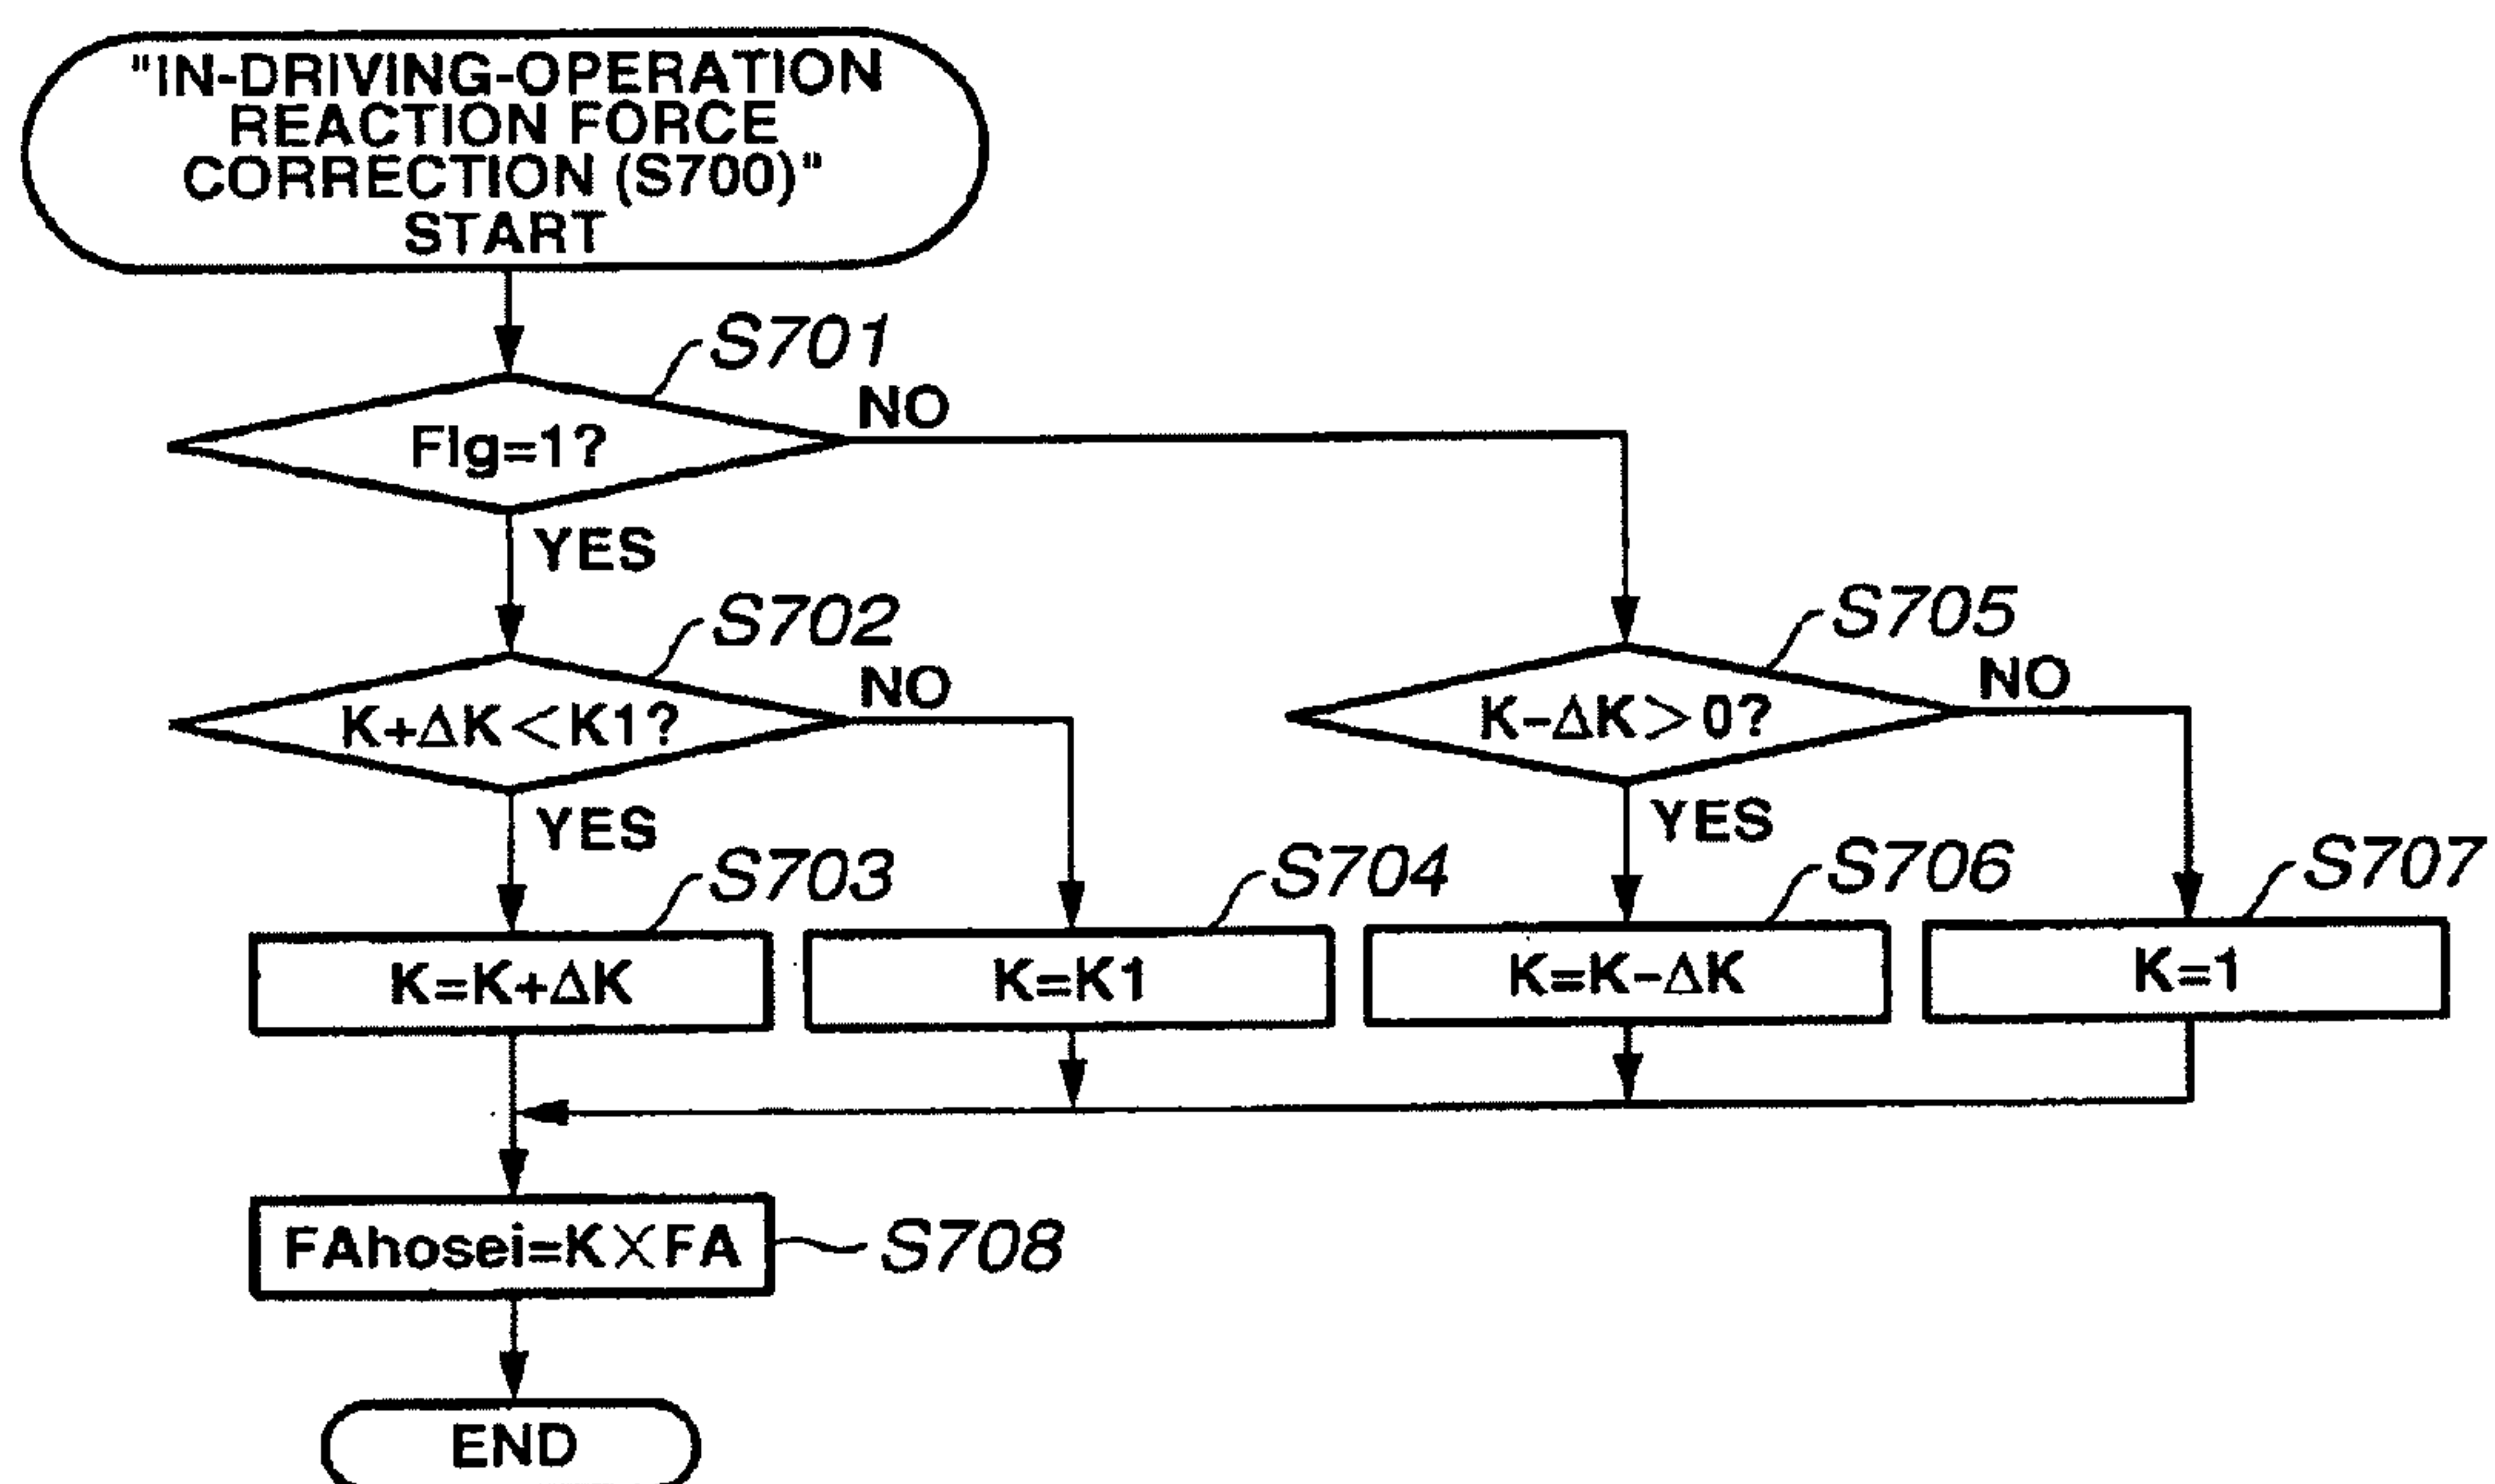 "IN-DRIVING-OPERATION
REACTION FORCE
CORRECTION (S700)"
START
S701
NO
Flg=1?
YES
S702
NO
K+ΔK<K1?
YES
S705
NO
K-ΔK>0?
YES
S703
S704
S706
S707
K=K+ΔK
K=K1
K=K-ΔK
K=1
FAhosei=K×FA
S708
END